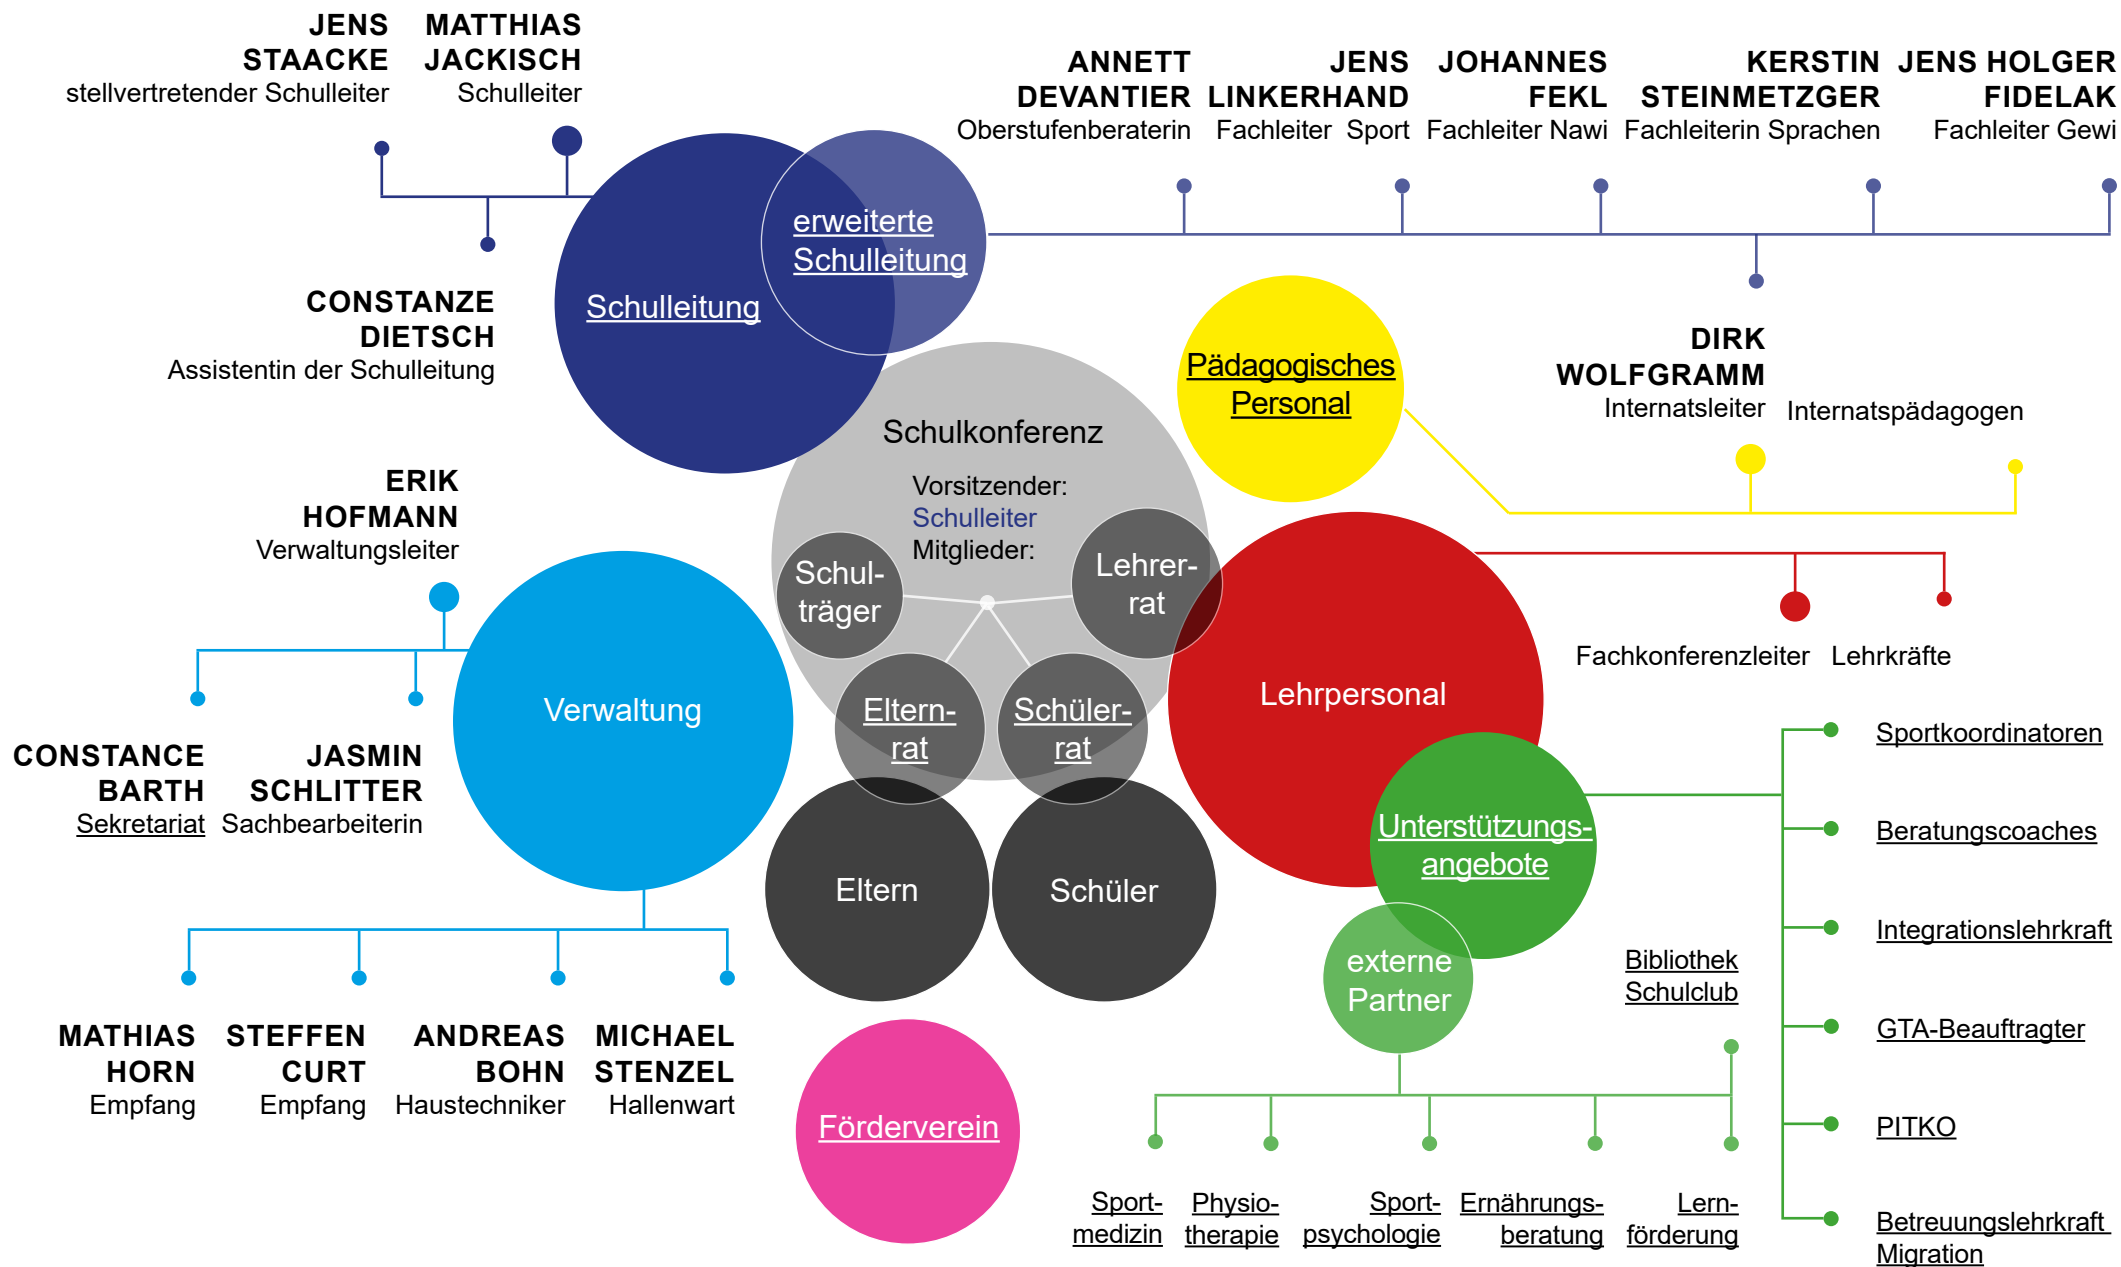 JENS
STAACKE
stellvertretender Schulleiter
MATTHIAS
JACKISCH
Schulleiter
ANNETT
DEVANTIER
Oberstufenberaterin
JENS
LINKERHAND
Fachleiter Sport
JOHANNES
FEKL
Fachleiter Nawi
KERSTIN
STEINMETZGER
Fachleiterin Sprachen
JENS HOLGER
FIDELAK
Fachleiter Gewi
erweiterte
Schulleitung
Schulleitung
CONSTANZE
DIETSCH
Assistentin der Schulleitung
Pädagogisches
Personal
DIRK
WOLFGRAMM
Internatsleiter
Internatspädagogen
Schulkonferenz
Vorsitzender:
Schulleiter
Mitglieder:
Schul-
träger
Lehrer-
rat
Eltern-
rat
Schüler-
rat
ERIK
HOFMANN
Verwaltungsleiter
Verwaltung
Lehrpersonal
Fachkonferenzleiter
Lehrkräfte
CONSTANCE
BARTH
Sekretariat
JASMIN
SCHLITTER
Sachbearbeiterin
Eltern
Schüler
Unterstützungs-
angebote
Sportkoordinatoren
Beratungscoaches
Integrationslehrkraft
GTA-Beauftragter
PITKO
Betreuungslehrkraft
Migration
externe
Partner
Bibliothek
Schulclub
MATHIAS
HORN
Empfang
STEFFEN
CURT
Empfang
ANDREAS
BOHN
Haustechniker
MICHAEL
STENZEL
Hallenwart
Förderverein
Sport-
medizin
Physio-
therapie
Sport-
psychologie
Ernährungs-
beratung
Lern-
förderung